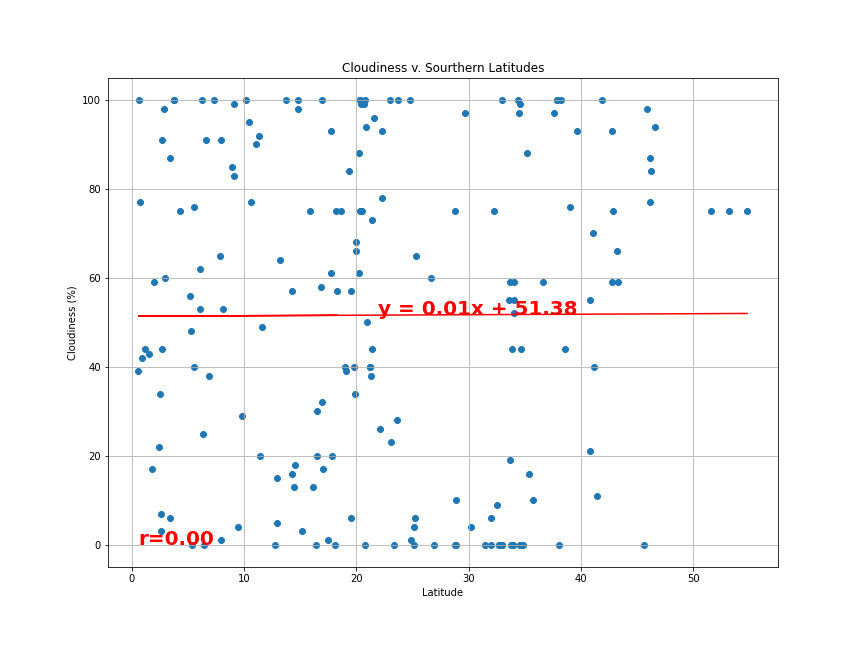 Cloudiness v. Sourthern Latitudes
Cloudiness (%)
100
80
60
40
20
0
y = 0.01x + 51.38
r=0.00
0 10 20 30 40 50
Latitude